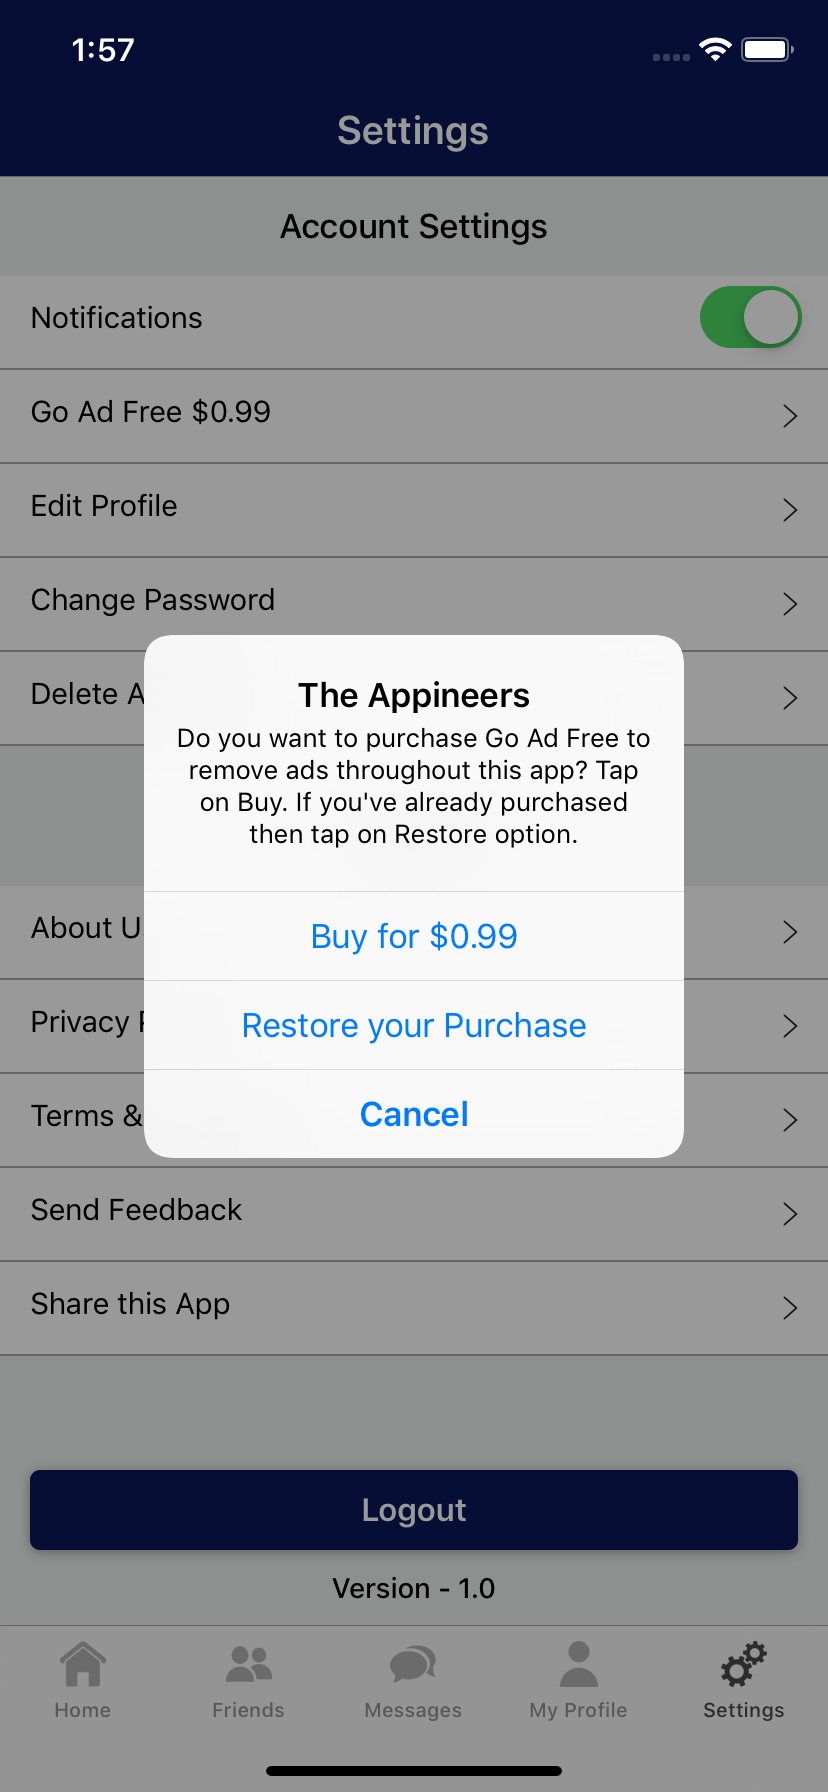 1:57
Settings
Account Settings
Notifications
Go Ad Free $0.99
Edit Profile
Change Password
Delete
The Appineers
Do you want to purchase Go Ad Free to
remove ads throughout this app? Tap
on Buy. If you've already purchased
then tap on Restore option.
Buy for $0.99
Restore your Purchase
Cancel
About
Privacy
Terms &
Send Feedback
Share this App
Logout
Version - 1.0
Home
Friends
Messages
My Profile
Settings